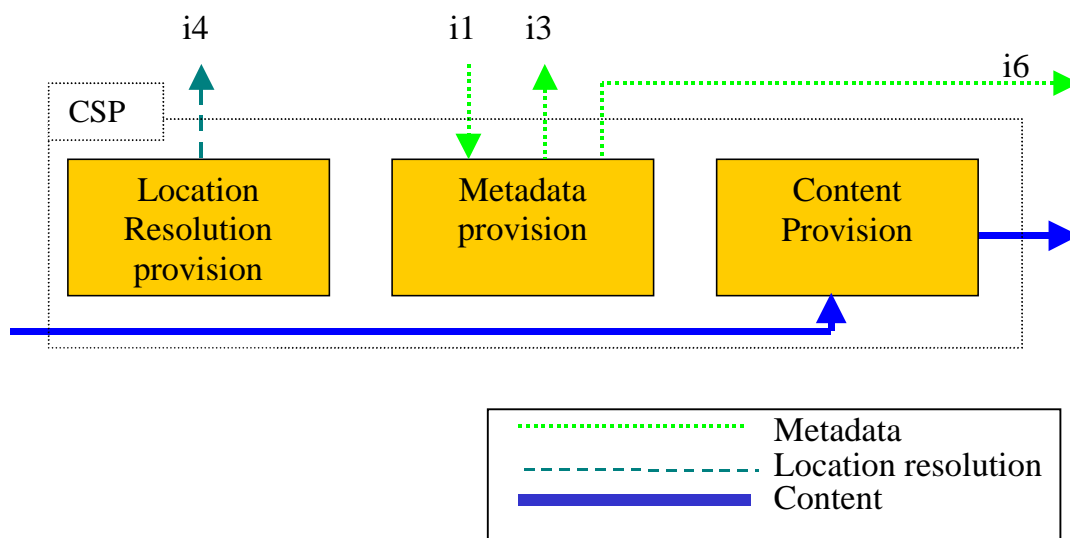 i4
i1
i3
i6
CSP
Location
Resolution
provision
Metadata
provision
Content
Provision
Metadata
Location resolution
Content